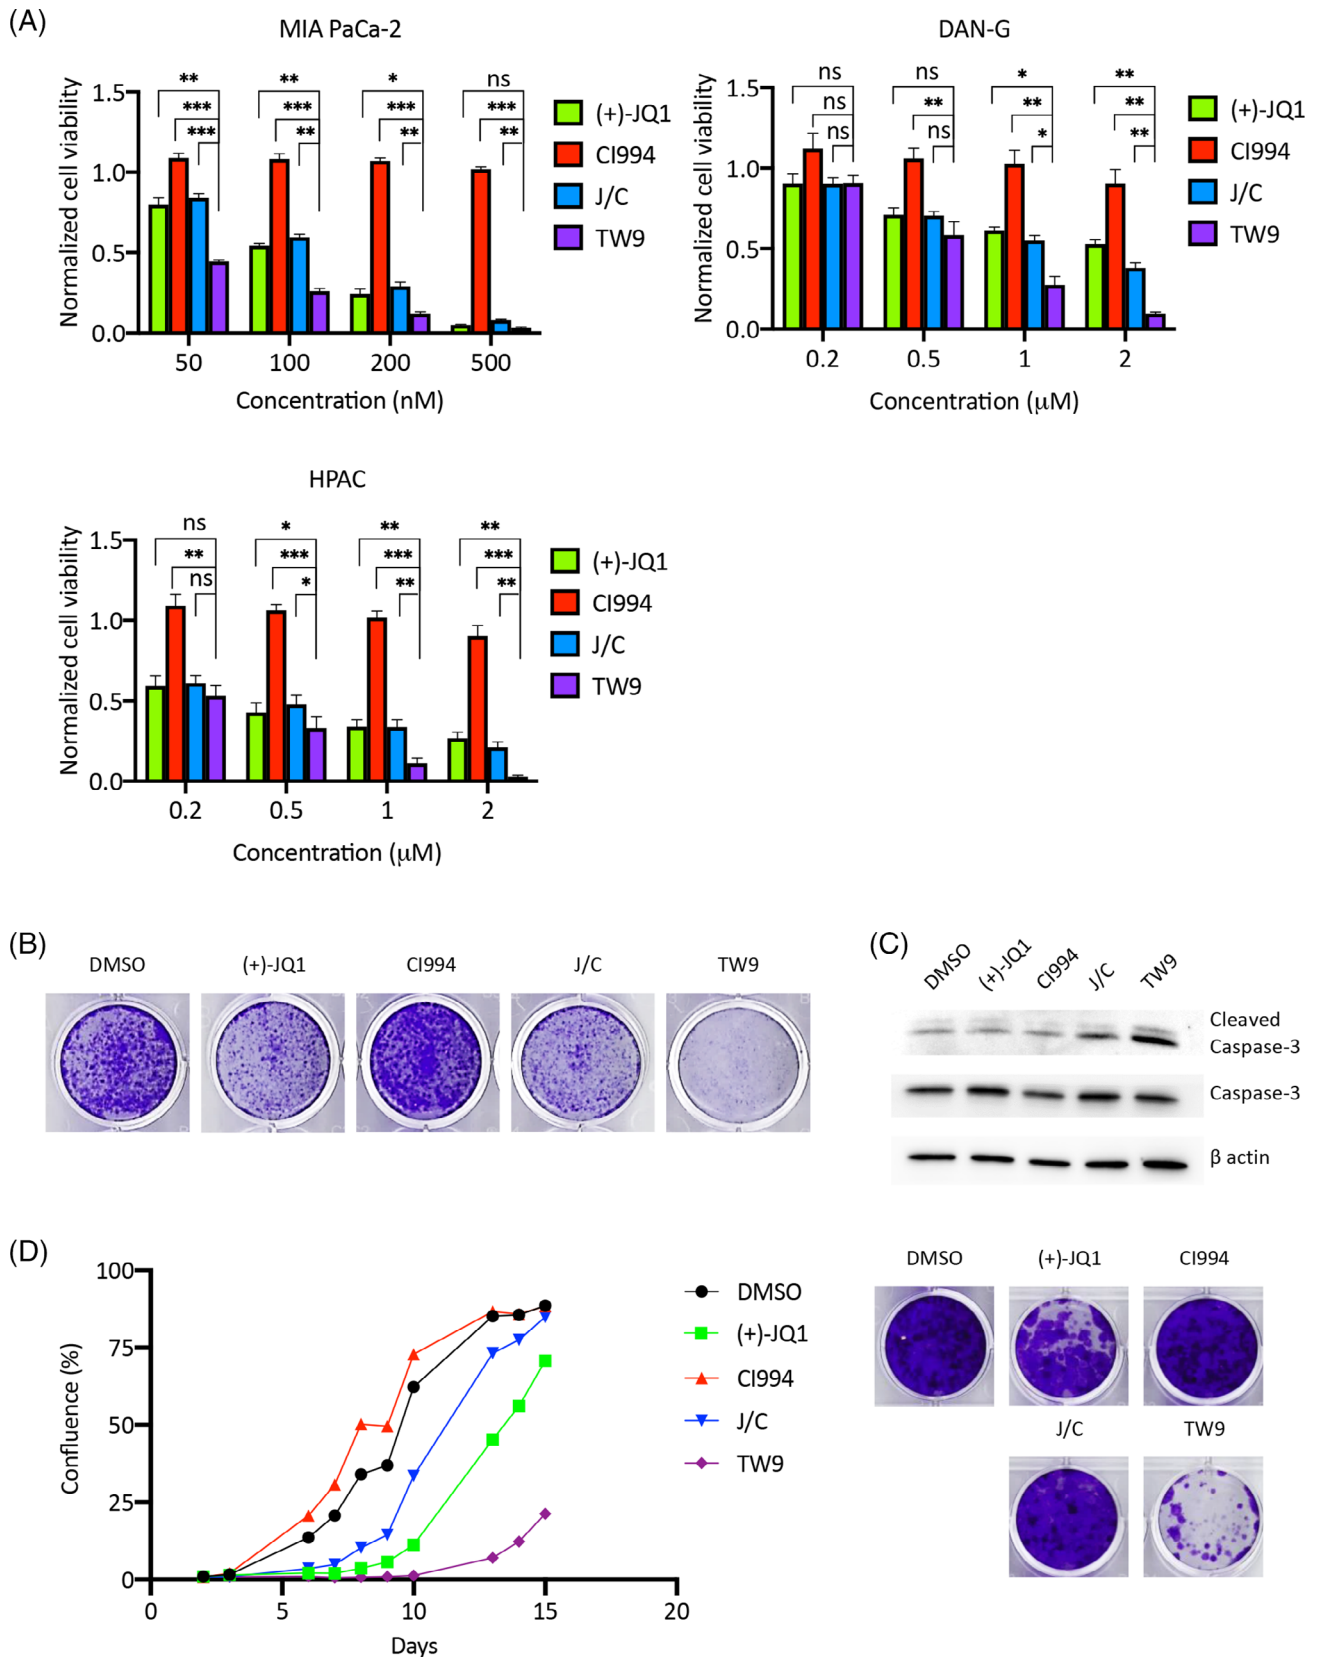 (A)
MIA PaCa-2
Normalized cell viability
1.5
1.0
0.5
0.0
** ** * ns
*** *** *** ***
*** ** ** **
50 100 200 500
Concentration (nM)
(+)-JQ1
CI994
J/C
TW9
DAN-G
Normalized cell viability
1.5
1.0
0.5
0.0
ns ns * **
ns ** ** **
ns ns * **
0.2 0.5 1 2
Concentration (μM)
(+)-JQ1
CI994
J/C
TW9
HPAC
Normalized cell viability
1.5
1.0
0.5
0.0
ns * ** **
** *** *** ***
ns * ** **
0.2 0.5 1 2
Concentration (μM)
(+)-JQ1
CI994
J/C
TW9
(B)
DMSO (+)-JQ1 CI994 J/C TW9
(C)
DMSO (+)-JQ1 CI994 J/C TW9
Cleaved
Caspase-3
Caspase-3
β actin
(D)
Confluence (%)
100
75
50
25
0
0 5 10 15 20
Days
DMSO
(+)-JQ1
CI994
J/C
TW9
DMSO (+)-JQ1 CI994
J/C TW9